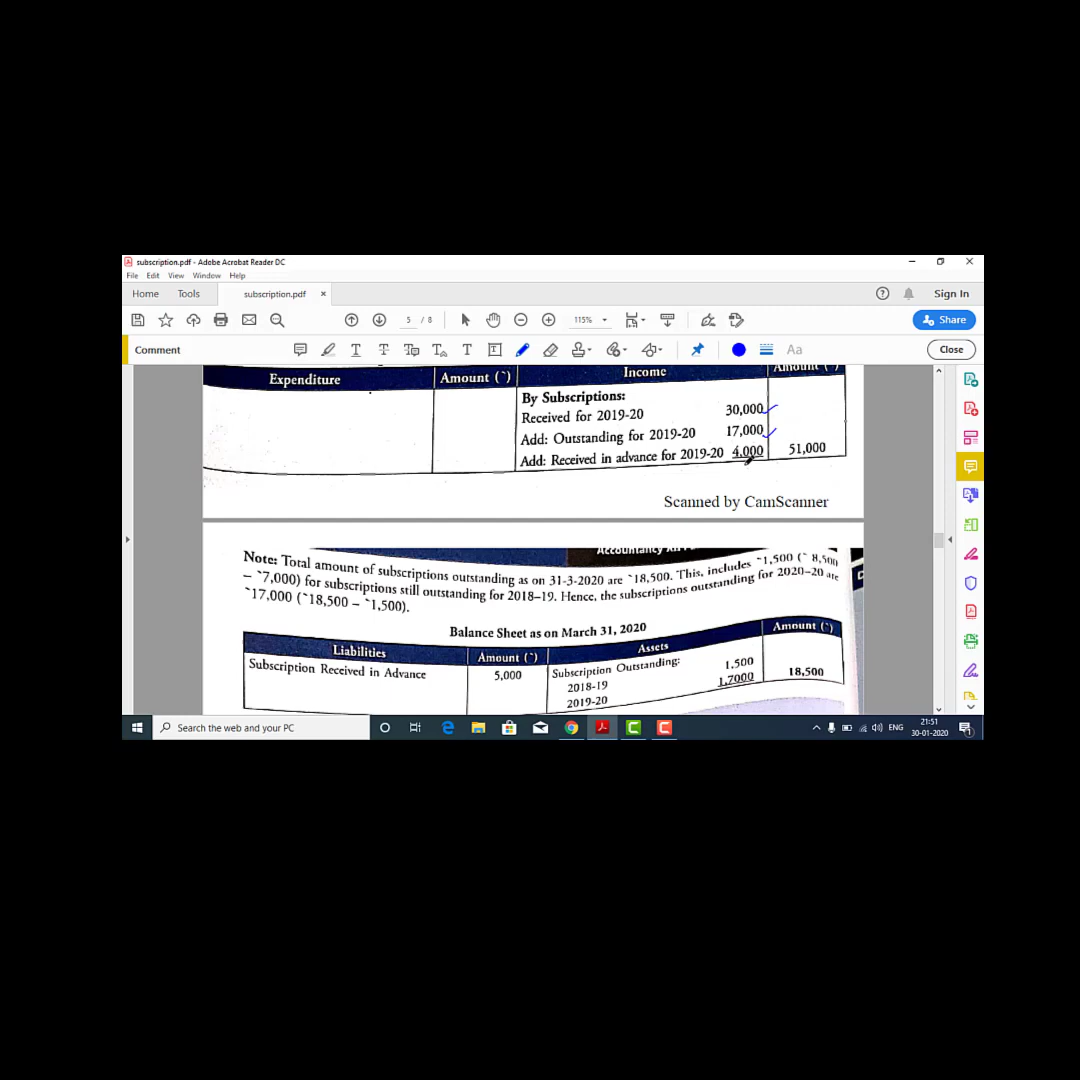 subscription.pdf - Adobe Acrobat Reader DC
File Edit View Window Help
Home Tools subscription.pdf × Sign In
5 / 8 115% Share
Comment Aa Close
Expenditure Amount (`) Income Amount (`)
By Subscriptions:
Received for 2019-20 30,000
Add: Outstanding for 2019-20 17,000
Add: Received in advance for 2019-20 4,000 51,000
Scanned by CamScanner
Note: Total amount of subscriptions outstanding as on 31-3-2020 are `18,500. This, includes `1,500 (` 8,500
– `7,000) for subscriptions still outstanding for 2018–19. Hence, the subscriptions outstanding for 2020–20 are
`17,000 (`18,500 – `1,500).
Balance Sheet as on March 31, 2020
Liabilities Amount (`) Assets Amount (`)
Subscription Received in Advance 5,000 Subscription Outstanding:
2018-19 1,500
2019-20 1,7000 18,500
Search the web and your PC ENG 21:51
30-01-2020